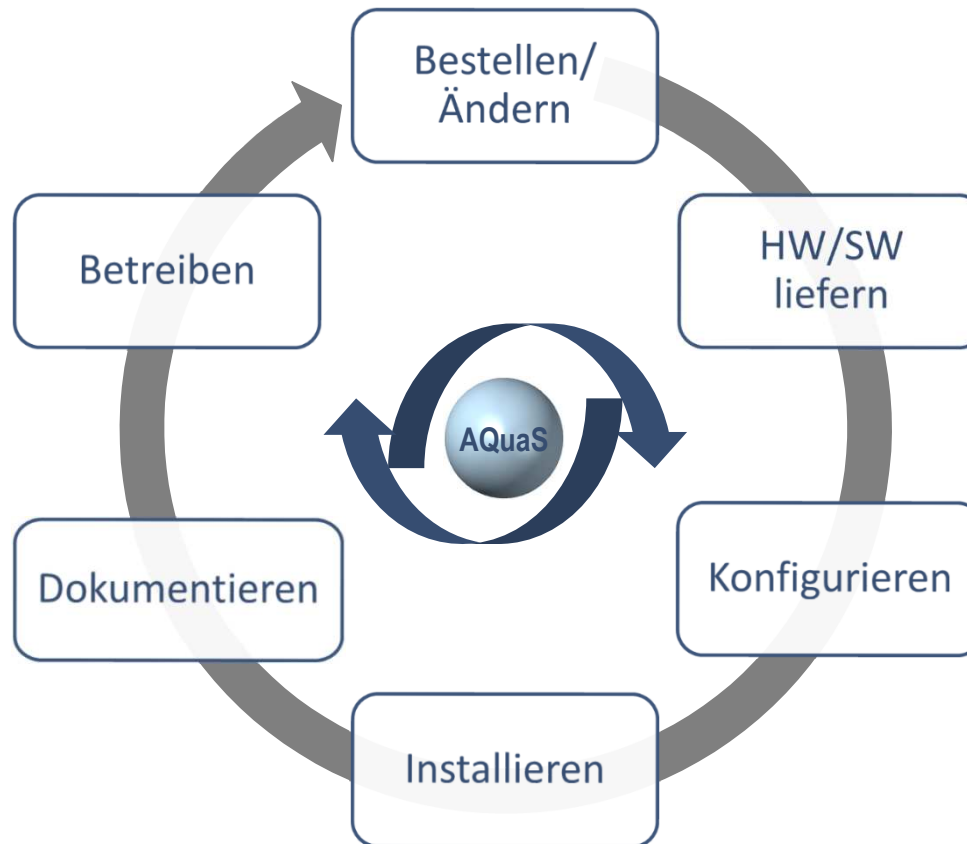 Bestellen/
Ändern
HW/SW
liefern
Konfigurieren
Installieren
Dokumentieren
Betreiben
AQuaS